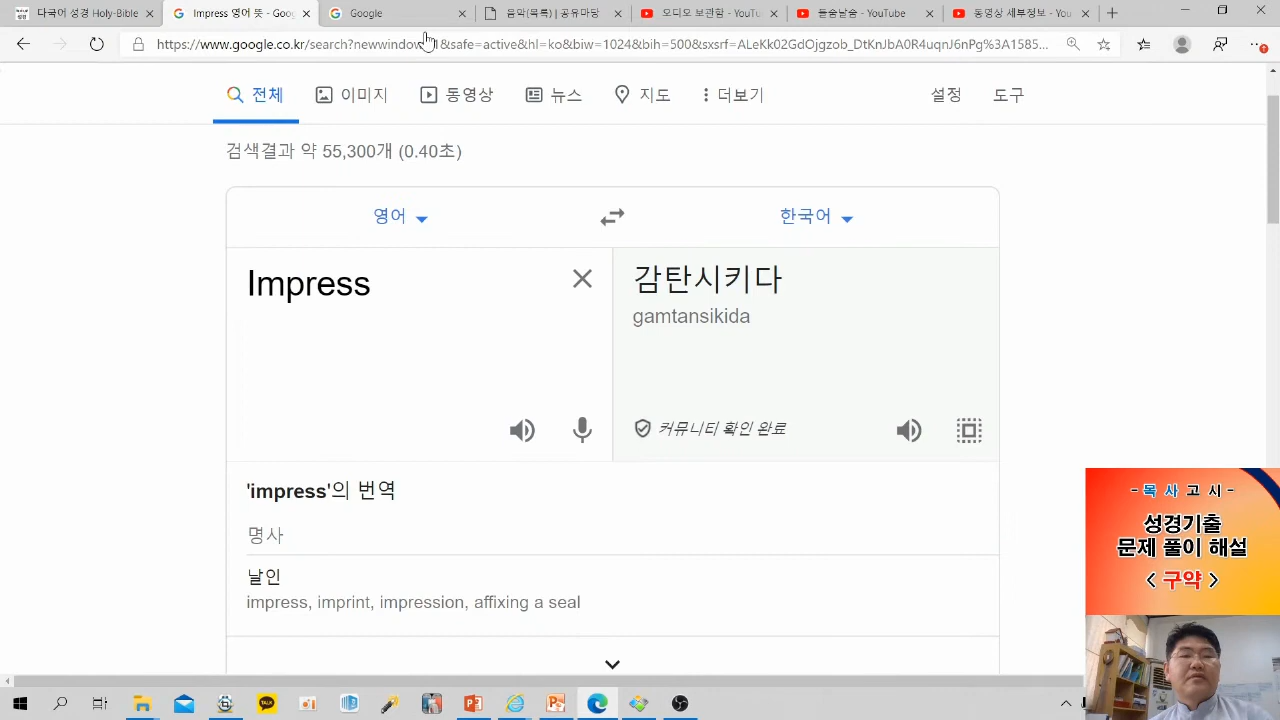 다국어 성경 Holy-Bible
Impress 영어 뜻 - Goog
Google
음악(목록) | 공유마당
오디오 보관함 - YouTu
들숨날숨 - YouTube
동영상 세부정보 - You
https://www.google.co.kr/search?newwindow=1&safe=active&hl=ko&biw=1024&bih=500&sxsrf=ALeKk02GdOjgzob_DtKnJbA0R4uqnJ6nPg%3A1585...
전체
이미지
동영상
뉴스
지도
더보기
설정
도구
검색결과 약 55,300개 (0.40초)
영어
한국어
Impress
감탄시키다
gamtansikida
커뮤니티 확인 완료
'impress'의 번역
명사
날인
impress, imprint, impression, affixing a seal
- 목 사 고 시 -
성경기출
문제 풀이 해설
< 구약 >
TALK